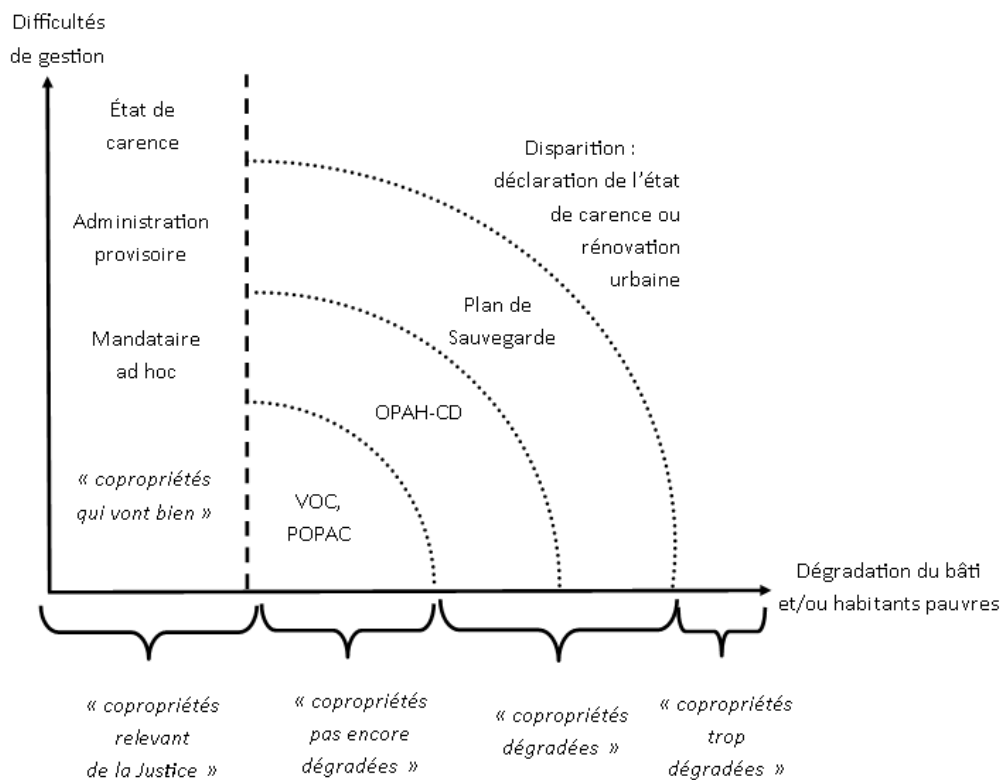 Difficultés
de gestion
État de
carence
Disparition :
déclaration de l'état
de carence ou
rénovation
urbaine
Administration
provisoire
Plan de
Sauvegarde
Mandataire
ad hoc
OPAH-CD
« copropriétés
qui vont bien »
VOC,
POPAC
Dégradation du bâti
et/ou habitants pauvres
« copropriétés
relevant
de la Justice »
« copropriétés
pas encore
dégradées »
« copropriétés
dégradées »
« copropriétés
trop
dégradées »